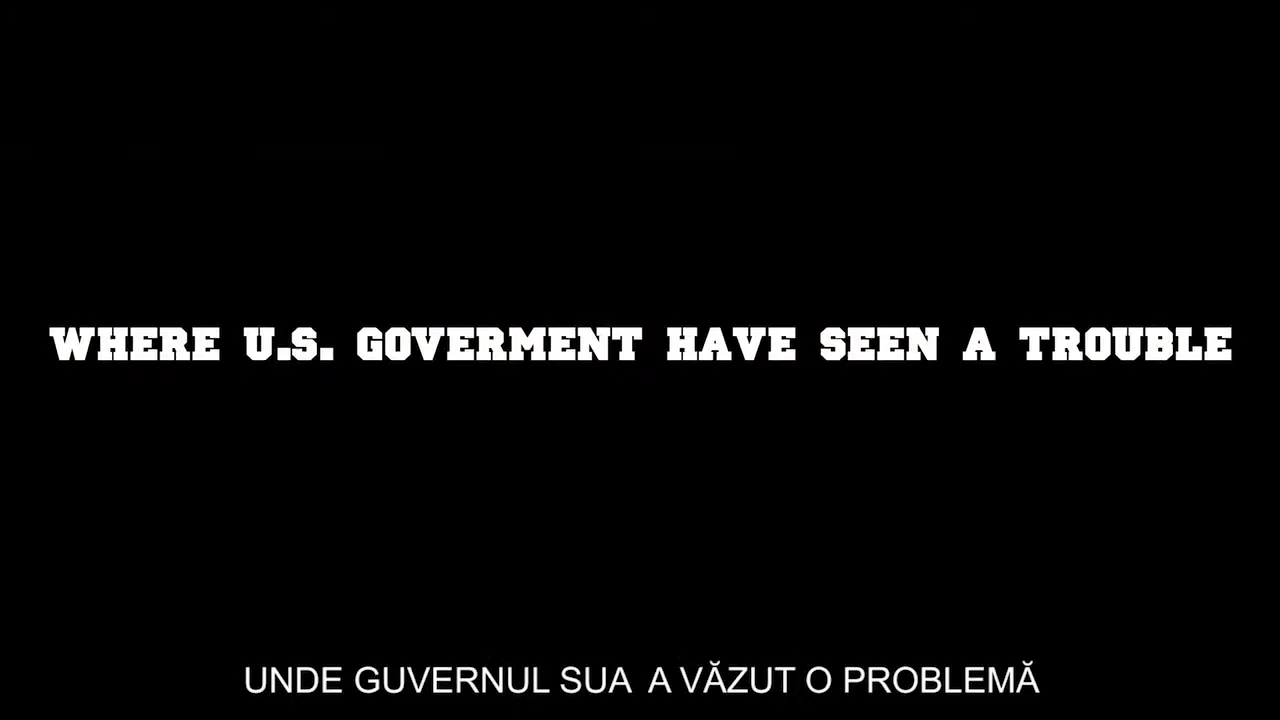 WHERE U.S. GOVERMENT HAVE SEEN A TROUBLE
UNDE GUVERNUL SUA A VĂZUT O PROBLEMĂ